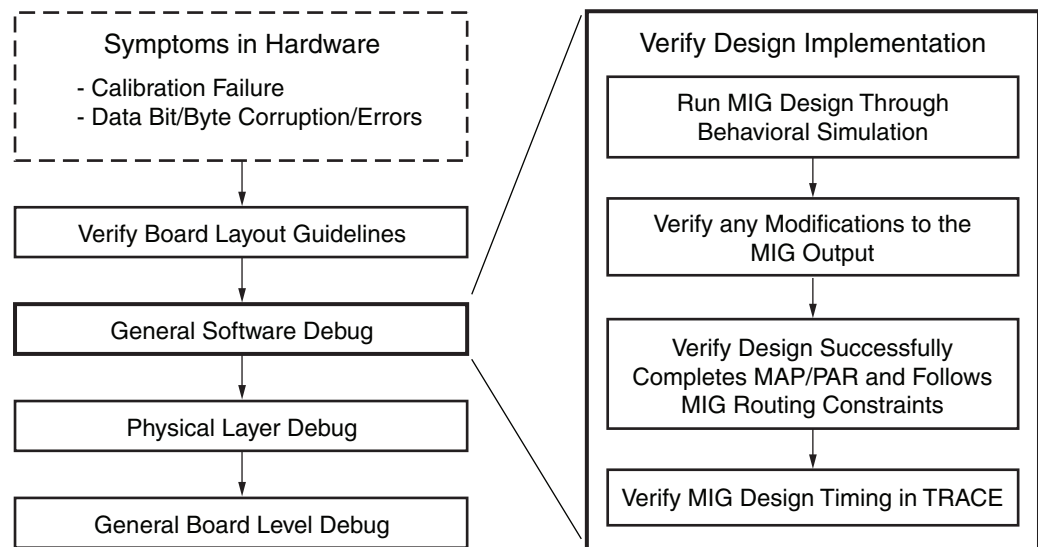 Symptoms in Hardware
- Calibration Failure
- Data Bit/Byte Corruption/Errors
Verify Board Layout Guidelines
General Software Debug
Physical Layer Debug
General Board Level Debug
Verify Design Implementation
Run MIG Design Through
Behavioral Simulation
Verify any Modifications to the
MIG Output
Verify Design Successfully
Completes MAP/PAR and Follows
MIG Routing Constraints
Verify MIG Design Timing in TRACE